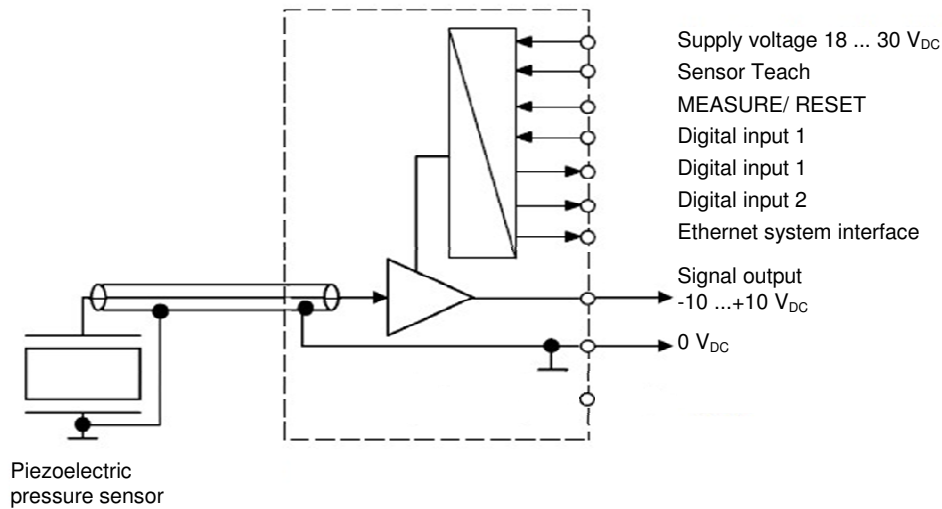 Supply voltage 18 ... 30 VDC
Sensor Teach
MEASURE/ RESET
Digital input 1
Digital input 1
Digital input 2
Ethernet system interface
Signal output
-10 ...+10 VDC
0 VDC
Piezoelectric
pressure sensor